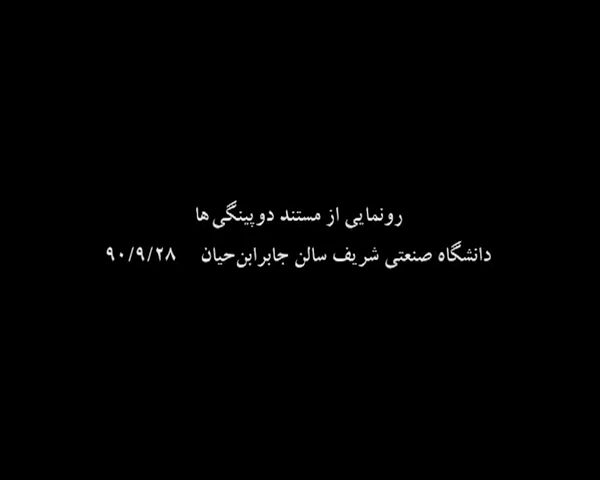 رونمایی از مستند دوپینگی‌ها
دانشگاه صنعتی شریف سالن جابرابن‌حیان ۹۰/۹/۲۸